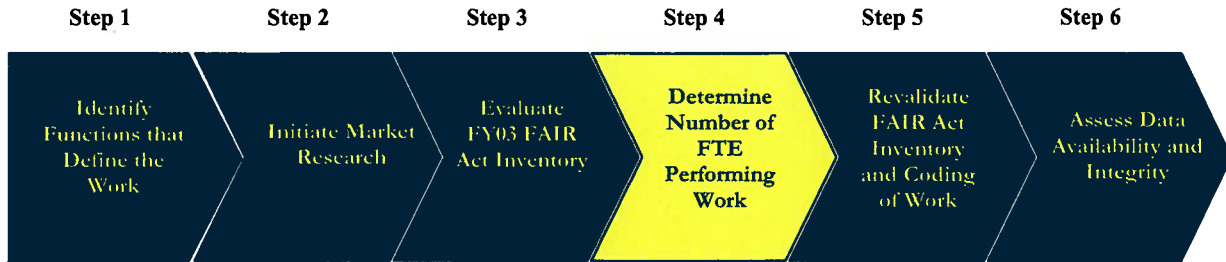 Step 1
Step 2
Step 3
Step 4
Step 5
Step 6
Identify
Functions that
Define the
Work
Initiate Market
Research
Evaluate
FY03 FAIR
Act Inventory
Determine
Number of
FTE
Performing
Work
Revalidate
FAIR Act
Inventory
and Coding
of Work
Assess Data
Availability and
Integrity